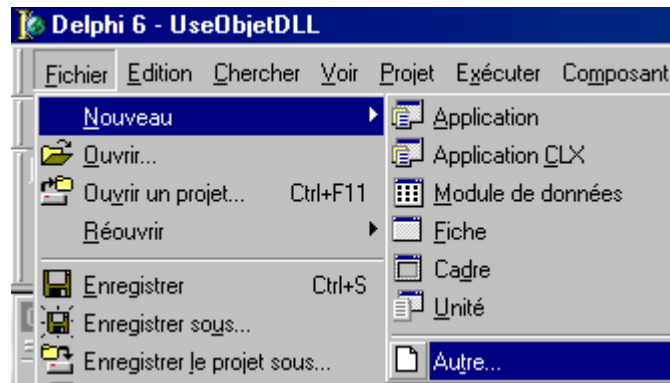 Delphi 6 - UseObjetDLL
Fichier Edition Chercher Voir Projet Exécuter Composant
Nouveau
Ouvrir...
Ouvrir un projet... Ctrl+F11
Réouvrir
Enregistrer Ctrl+S
Enregistrer sous...
Enregistrer le projet sous...
Application
Application CLX
Module de données
Fiche
Cadre
Unité
Autre...